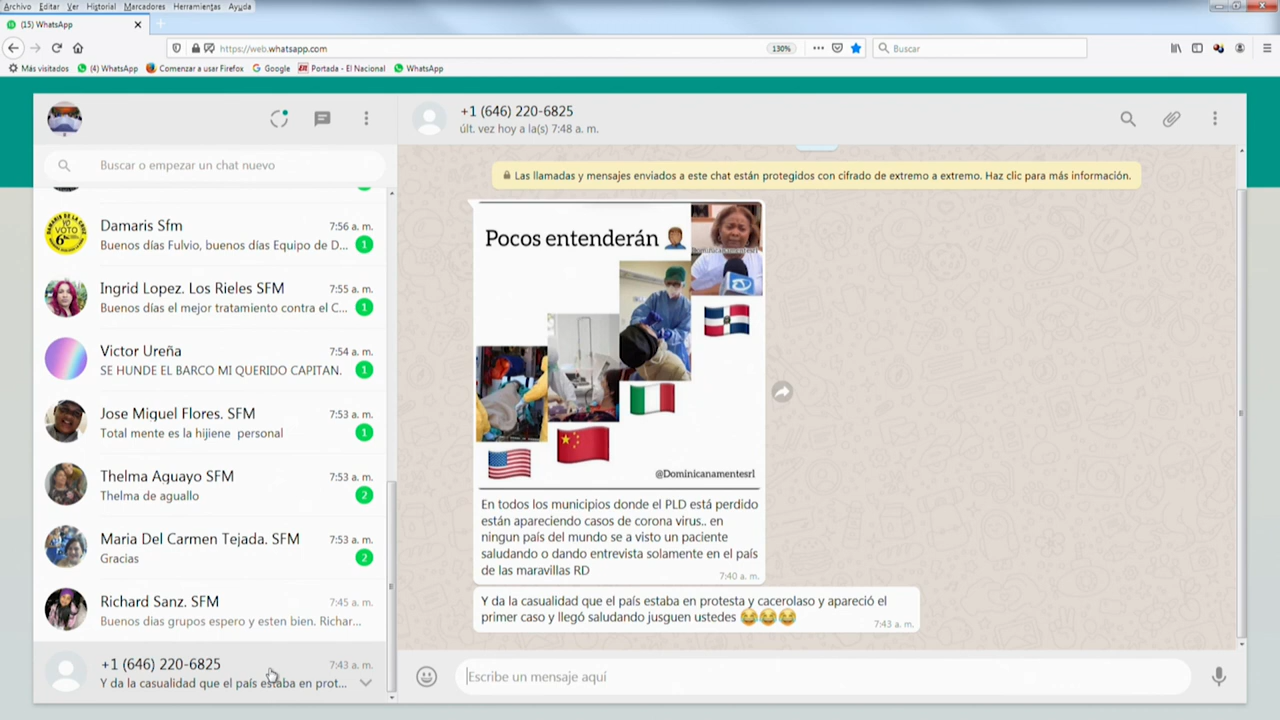 Archivo Editar Ver Historial Marcadores Herramientas Ayuda
(15) WhatsApp
https://web.whatsapp.com
130%
Buscar
Más visitados
(4) WhatsApp
Comenzar a usar Firefox
Google
Portada - El Nacional
WhatsApp
Buscar o empezar un chat nuevo
Damaris Sfm
7:56 a. m.
Buenos días Fulvio, buenos días Equipo de D...
1
Ingrid Lopez. Los Rieles SFM
7:55 a. m.
Buenos días el mejor tratamiento contra el C...
1
Victor Ureña
7:54 a. m.
SE HUNDE EL BARCO MI QUERIDO CAPITAN.
1
Jose Miguel Flores. SFM
7:53 a. m.
Total mente es la hijiene personal
1
Thelma Aguayo SFM
7:53 a. m.
Thelma de aguallo
2
Maria Del Carmen Tejada. SFM
7:53 a. m.
Gracias
2
Richard Sanz. SFM
7:45 a. m.
Buenos días grupos espero y esten bien. Richar...
+1 (646) 220-6825
7:43 a. m.
Y da la casualidad que el país estaba en prot...
+1 (646) 220-6825
últ. vez hoy a la(s) 7:48 a. m.
Las llamadas y mensajes enviados a este chat están protegidos con cifrado de extremo a extremo. Haz clic para más información.
Pocos entenderán
@Dominicanamentesrl
En todos los municipios donde el PLD está perdido
están apareciendo casos de corona virus.. en
ningun país del mundo se a visto un paciente
saludando o dando entrevista solamente en el país
de las maravillas RD
7:40 a. m.
Y da la casualidad que el país estaba en protesta y cacerolaso y apareció el
primer caso y llegó saludando jusguen ustedes 😂😂😂
7:43 a. m.
Escribe un mensaje aquí